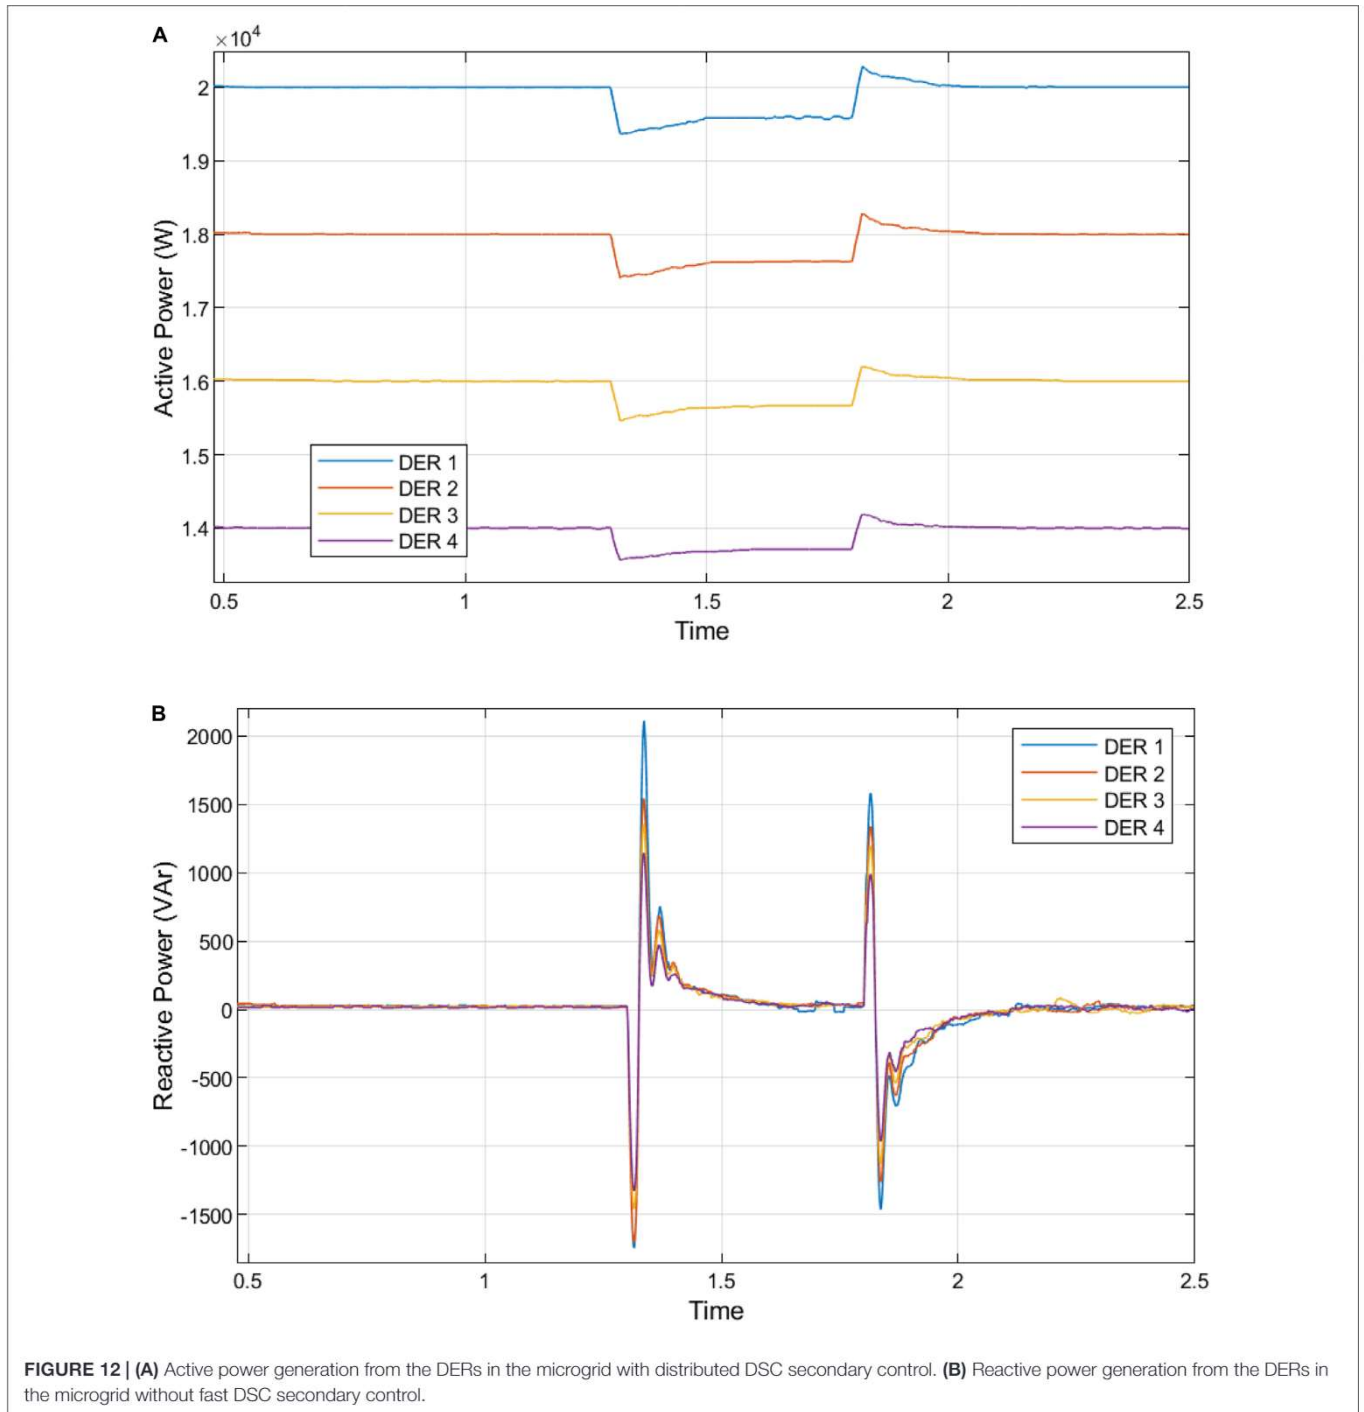 A
×10⁴
2
1.9
1.8
1.7
1.6
1.5
1.4
Active Power (W)
DER 1
DER 2
DER 3
DER 4
0.5 1 1.5 2 2.5
Time
B
2000
1500
1000
500
0
-500
-1000
-1500
Reactive Power (VAr)
DER 1
DER 2
DER 3
DER 4
0.5 1 1.5 2 2.5
Time
FIGURE 12 | (A) Active power generation from the DERs in the microgrid with distributed DSC secondary control. (B) Reactive power generation from the DERs in
the microgrid without fast DSC secondary control.